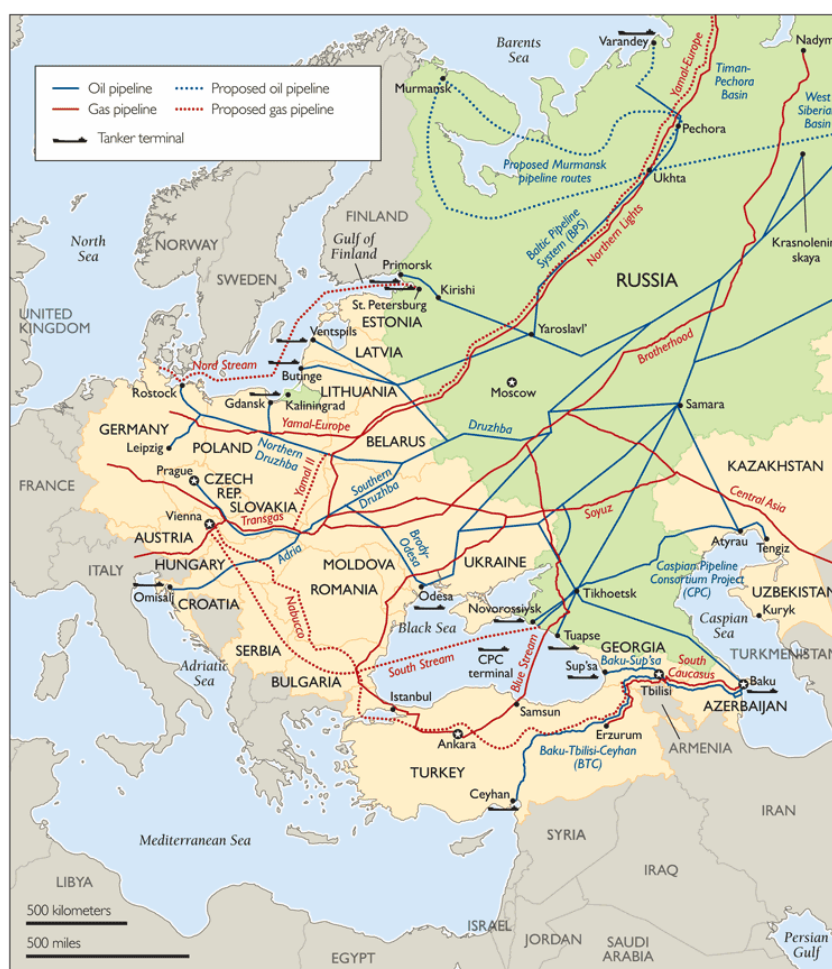 Barents
Sea
Varandey
Nadym
Yamal-Europe
Timan-
Pechora
Basin
Oil pipeline
Proposed oil pipeline
Gas pipeline
Proposed gas pipeline
Tanker terminal
Murmansk
West
Siberian
Basin
Pechora
Proposed Murmansk
pipeline routes
Ukhta
FINLAND
North
Sea
NORWAY
Gulf of
Finland
Baltic Pipeline
System (BPS)
Northern Lights
Krasnolenin
skaya
SWEDEN
Primorsk
Kirishi
RUSSIA
UNITED
KINGDOM
St. Petersburg
ESTONIA
Ventspils
Yaroslavl'
LATVIA
Brotherhood
Nord Stream
Butinge
LITHUANIA
Moscow
Rostock
Gdansk
Kaliningrad
Samara
Yamal-Europe
GERMANY
BELARUS
Druzhba
Leipzig
POLAND
Northern
Druzhba
KAZAKHSTAN
Prague
CZECH
REP.
Yamal II
Southern
Druzhba
FRANCE
SLOVAKIA
Central Asia
Vienna
Transgas
Soyuz
AUSTRIA
Adria
Brody
Odesa
Atyrau
Tengiz
HUNGARY
MOLDOVA
UKRAINE
ITALY
ROMANIA
Caspian Pipeline
Consortium Project
(CPC)
UZBEKISTAN
Omisalj
CROATIA
Odesa
Tikhoetsk
Kuryk
Nabucco
Novorossiysk
Caspian
Sea
Black Sea
Tuapse
TURKMENISTAN
SERBIA
GEORGIA
Adriatic
Sea
South Stream
CPC
terminal
Blue Stream
Sup'sa
Baku-Sup'sa
South
Caucasus
BULGARIA
Baku
Tbilisi
Istanbul
Samsun
AZERBAIJAN
Erzurum
ARMENIA
Ankara
Baku-Tbilisi-Ceyhan
(BTC)
TURKEY
Ceyhan
IRAN
Mediterranean Sea
SYRIA
IRAQ
LIBYA
500 kilometers
500 miles
ISRAEL
JORDAN
SAUDI
ARABIA
Persian
Gulf
EGYPT